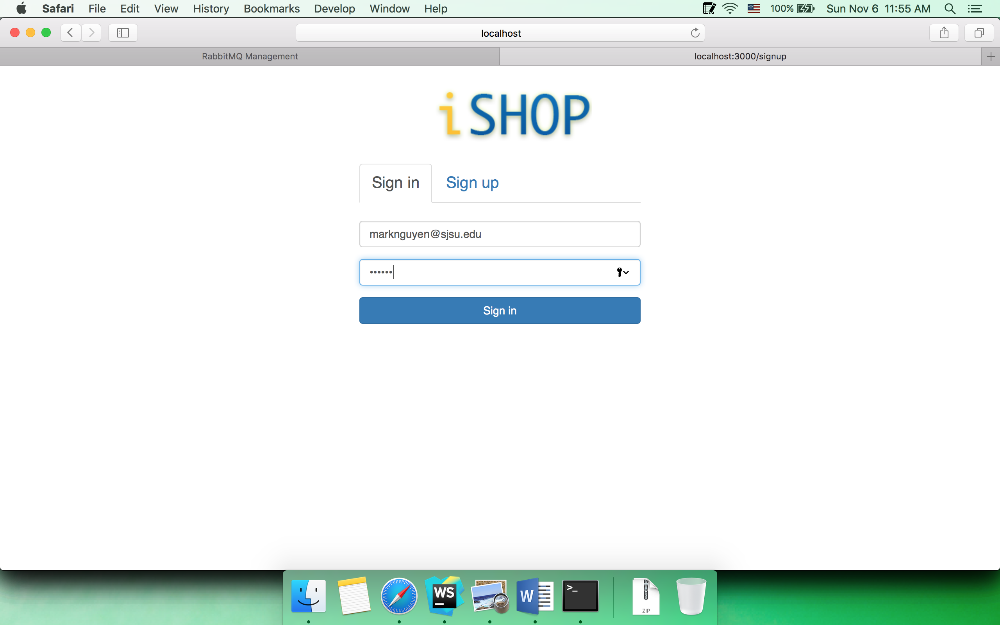 Safari File Edit View History Bookmarks Develop Window Help 100% Sun Nov 6 11:55 AM
localhost
RabbitMQ Management localhost:3000/signup
iSHOP
Sign in Sign up
marknguyen@sjsu.edu
••••••
Sign in
WS W >_ ZIP